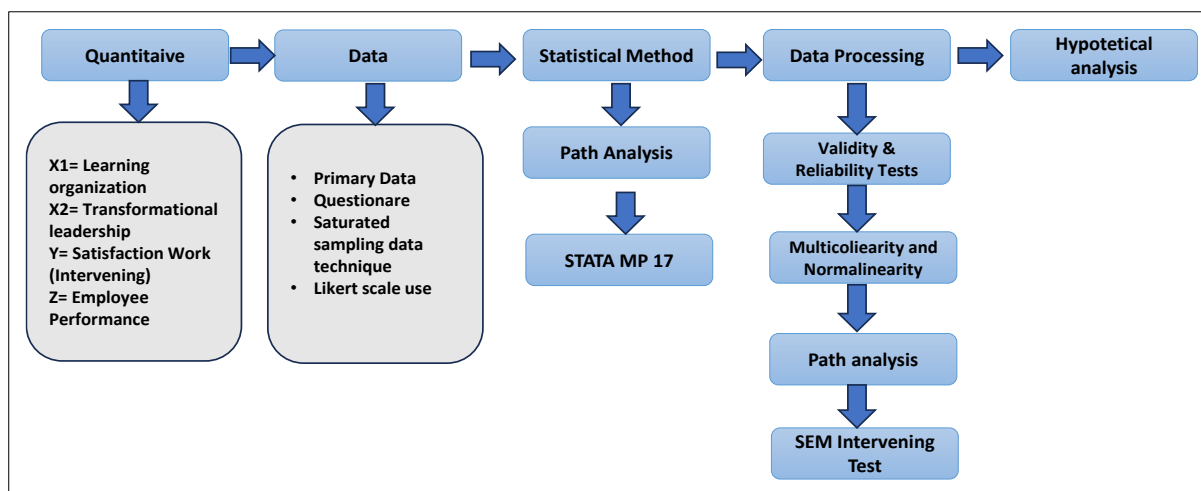 Quantitaive
Data
Statistical Method
Data Processing
Hypotetical
analysis
X1= Learning
organization
X2= Transformational
leadership
Y= Satisfaction Work
(Intervening)
Z= Employee
Performance
• Primary Data
• Questionare
• Saturated
sampling data
technique
• Likert scale use
Path Analysis
STATA MP 17
Validity &
Reliability Tests
Multicoliearity and
Normalinearity
Path analysis
SEM Intervening
Test